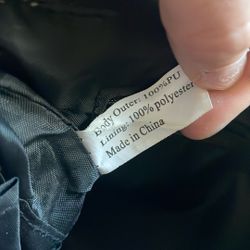 Body Outer: 100%PU
Lining: 100% polyester
Made in China